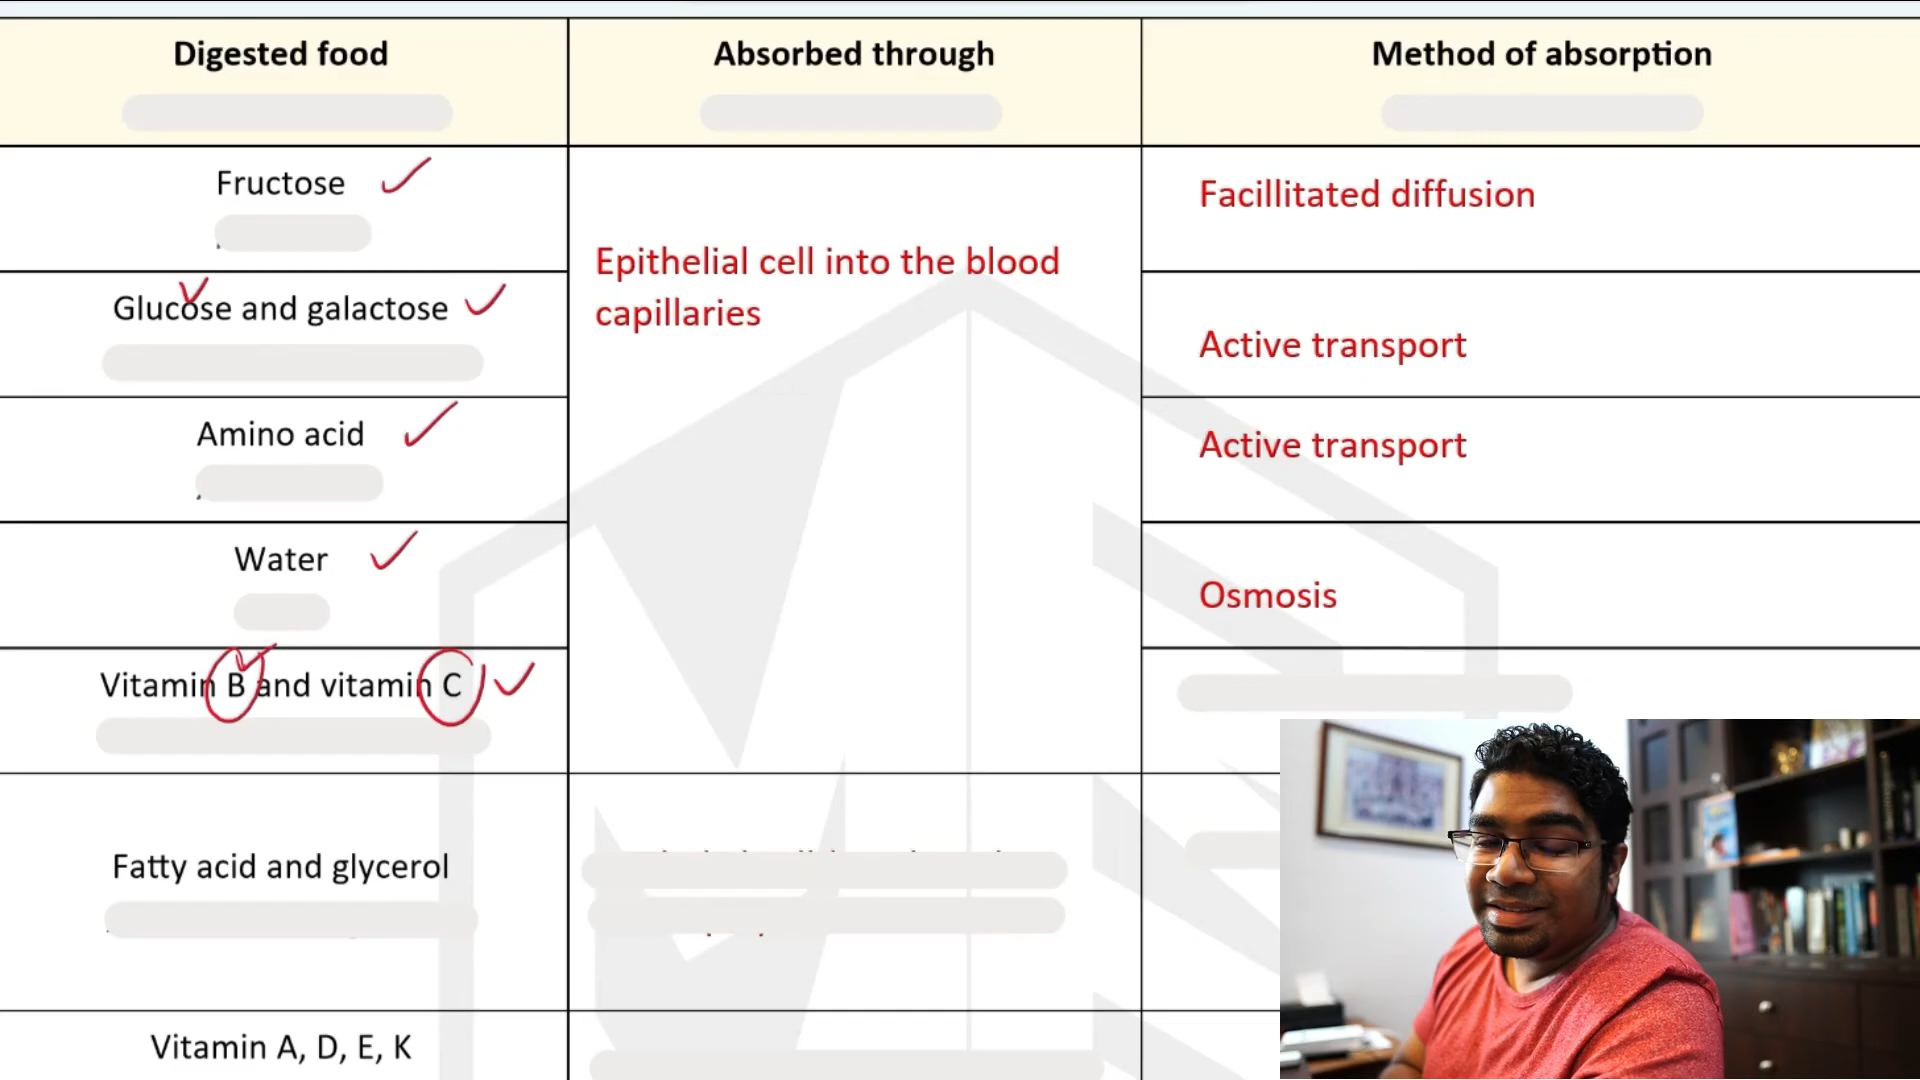 Digested food
Absorbed through
Method of absorption
Fructose
Facillitated diffusion
Epithelial cell into the blood
capillaries
Glucose and galactose
Active transport
Amino acid
Active transport
Water
Osmosis
Vitamin B and vitamin C
Fatty acid and glycerol
Vitamin A, D, E, K